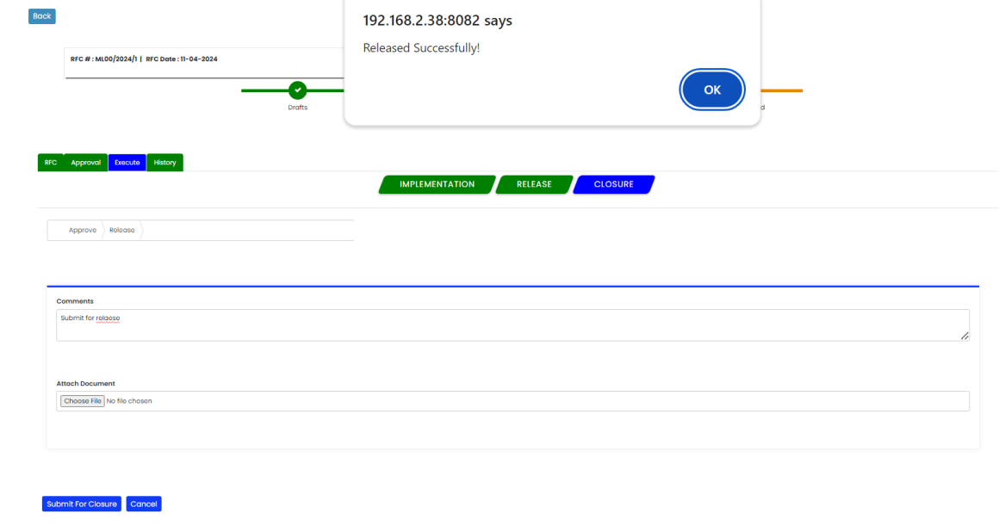 Back
192.168.2.38:8082 says
Released Successfully!
OK
RFC # : ML00/2024/1 | RFC Date : 11-04-2024
Drafts
d
RFC Approval Execute History
IMPLEMENTATION RELEASE CLOSURE
Approve Release
Comments
Submit for relaese
Attach Document
Choose File No file chosen
Submit For Closure Cancel